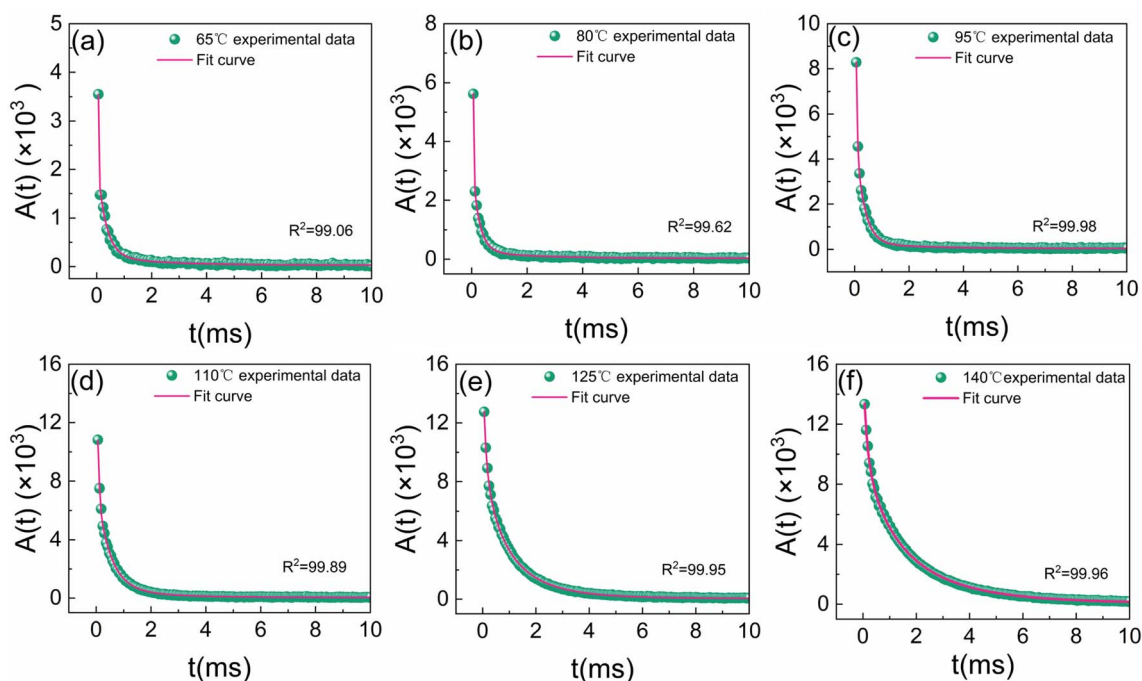 (a)
65℃ experimental data
Fit curve
R²=99.06
A(t) (×10³)
5
4
3
2
1
0
0 2 4 6 8 10
t(ms)
(b)
80℃ experimental data
Fit curve
R²=99.62
A(t) (×10³)
8
6
4
2
0
0 2 4 6 8 10
t(ms)
(c)
95℃ experimental data
Fit curve
R²=99.98
A(t) (×10³)
10
8
6
4
2
0
0 2 4 6 8 10
t(ms)
(d)
110℃ experimental data
Fit curve
R²=99.89
A(t) (×10³)
16
12
8
4
0
0 2 4 6 8 10
t(ms)
(e)
125℃ experimental data
Fit curve
R²=99.95
A(t) (×10³)
16
12
8
4
0
0 2 4 6 8 10
t(ms)
(f)
140℃experimental data
Fit curve
R²=99.96
A(t) (×10³)
16
12
8
4
0
0 2 4 6 8 10
t(ms)